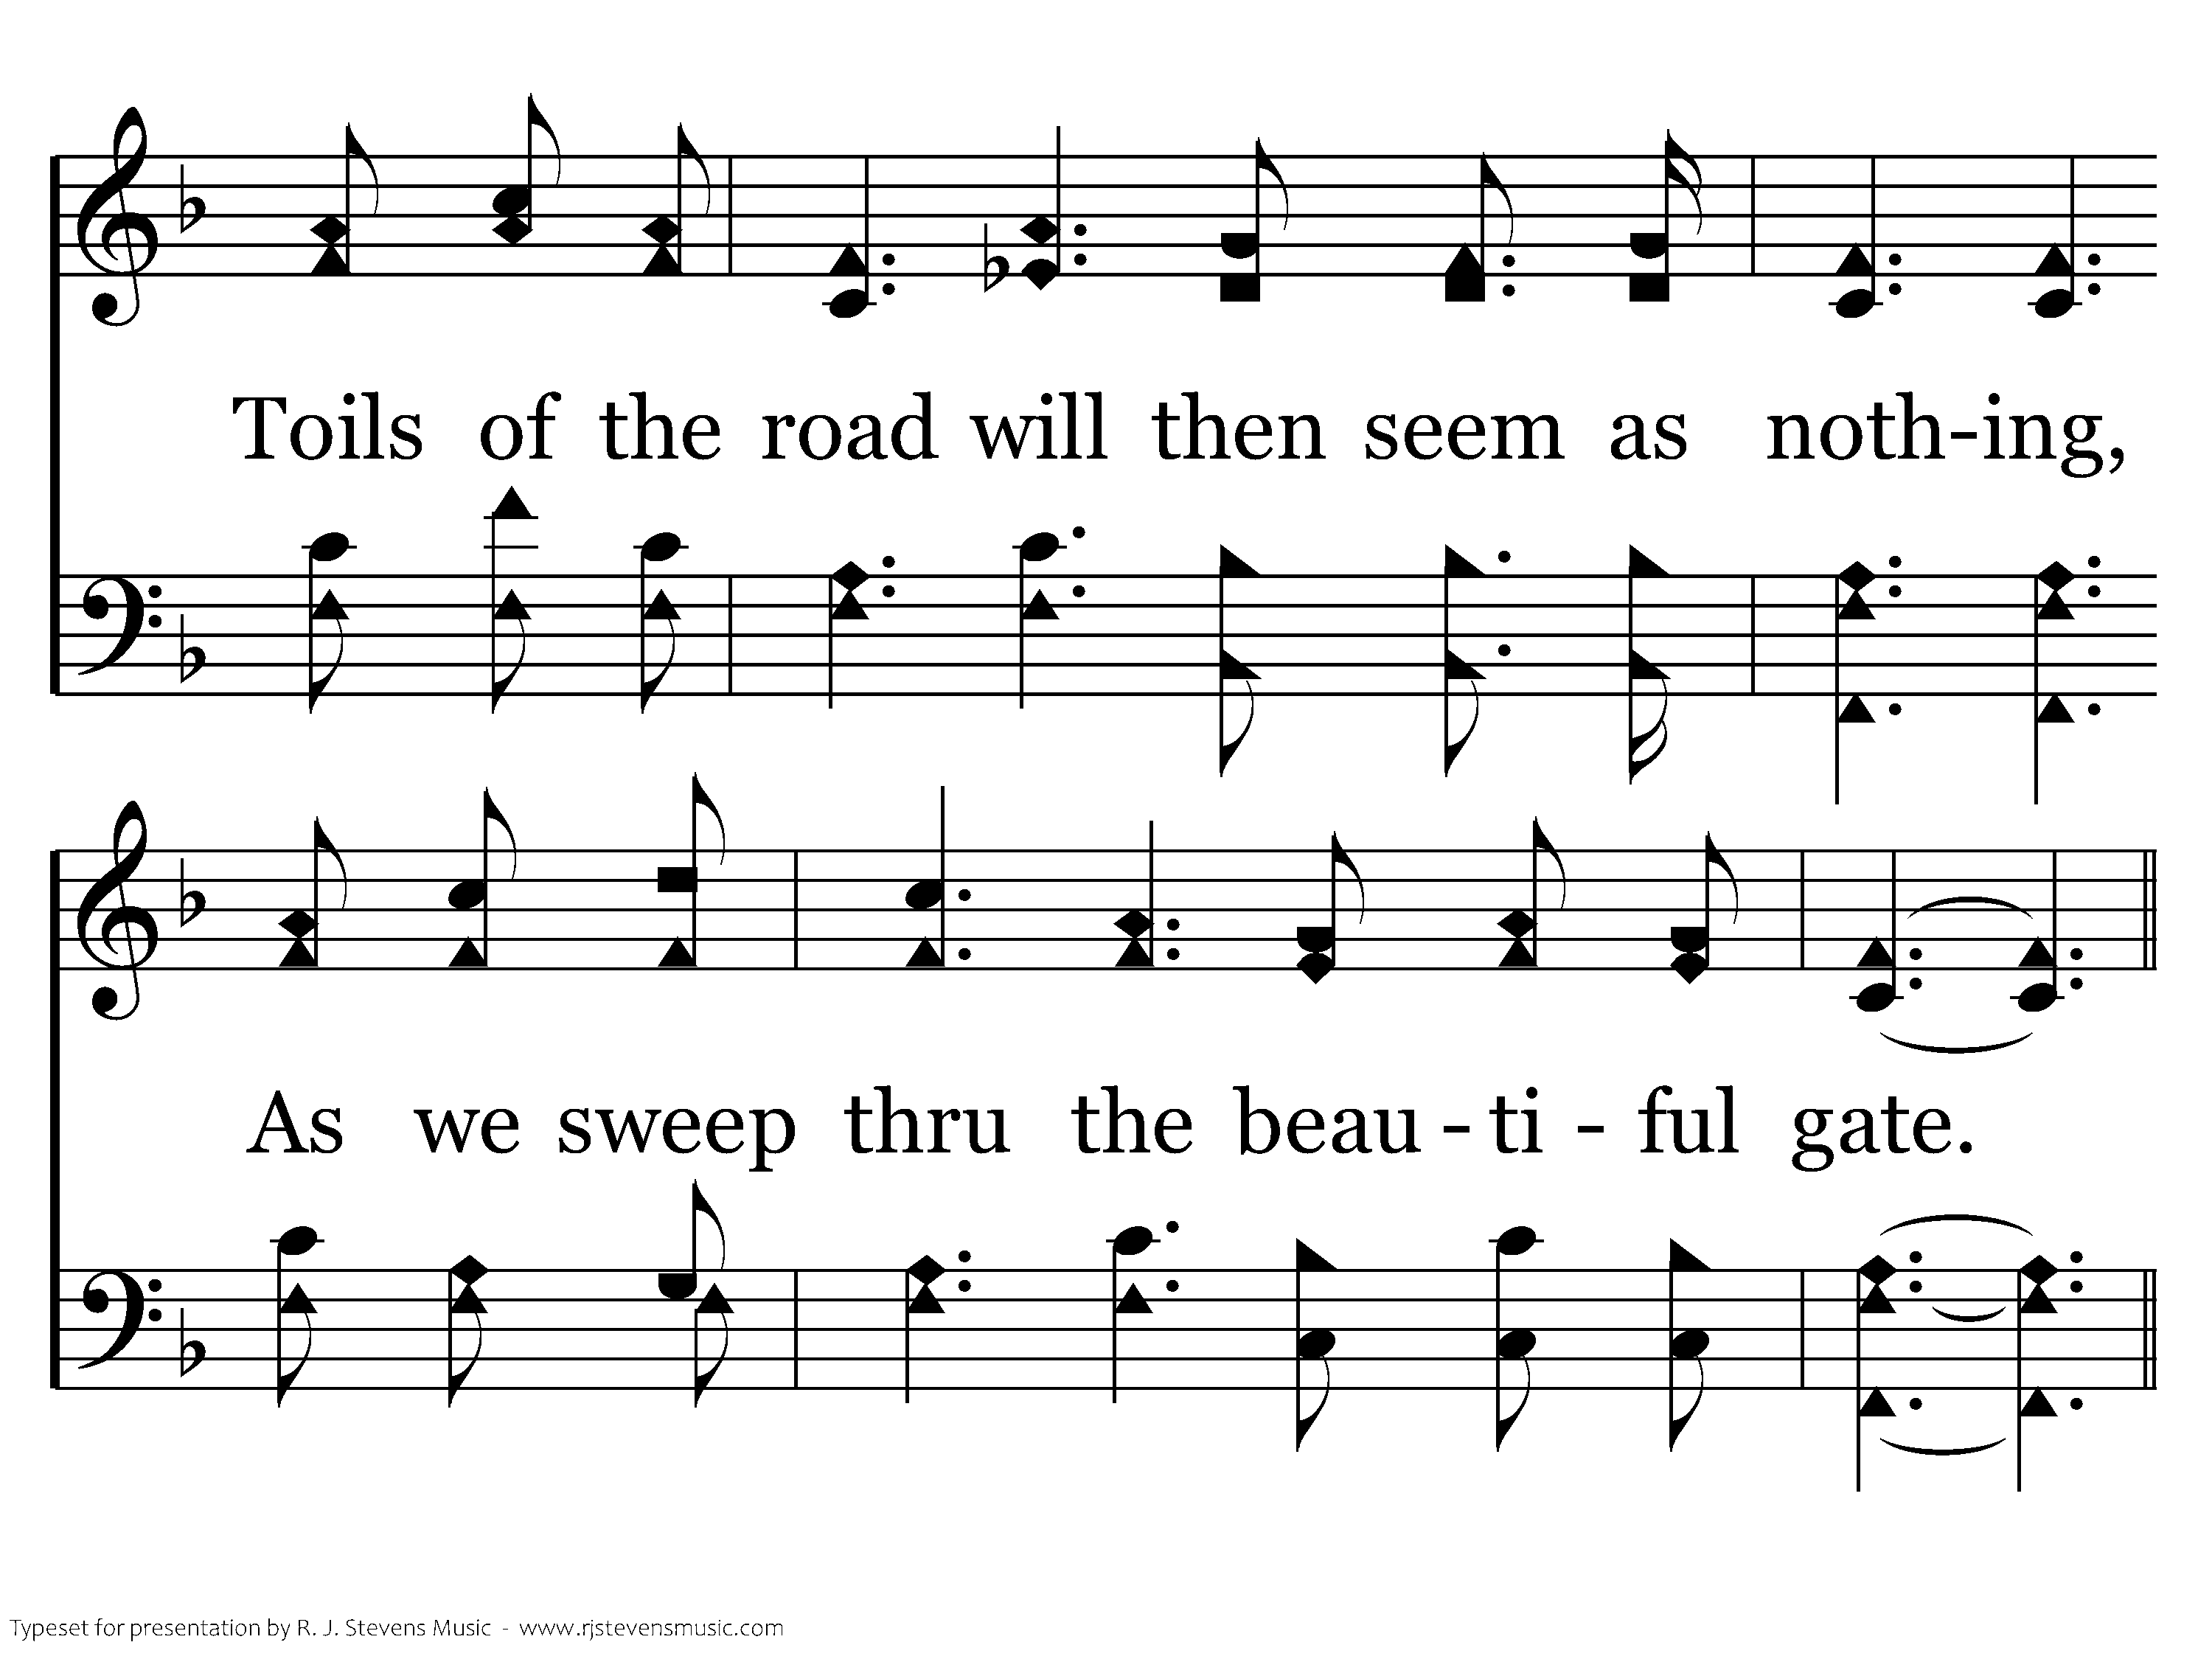 Toils of the road will then seem as noth-ing,
As we sweep thru the beau - ti - ful gate.
Typeset for presentation by R. J. Stevens Music - www.rjstevensmusic.com